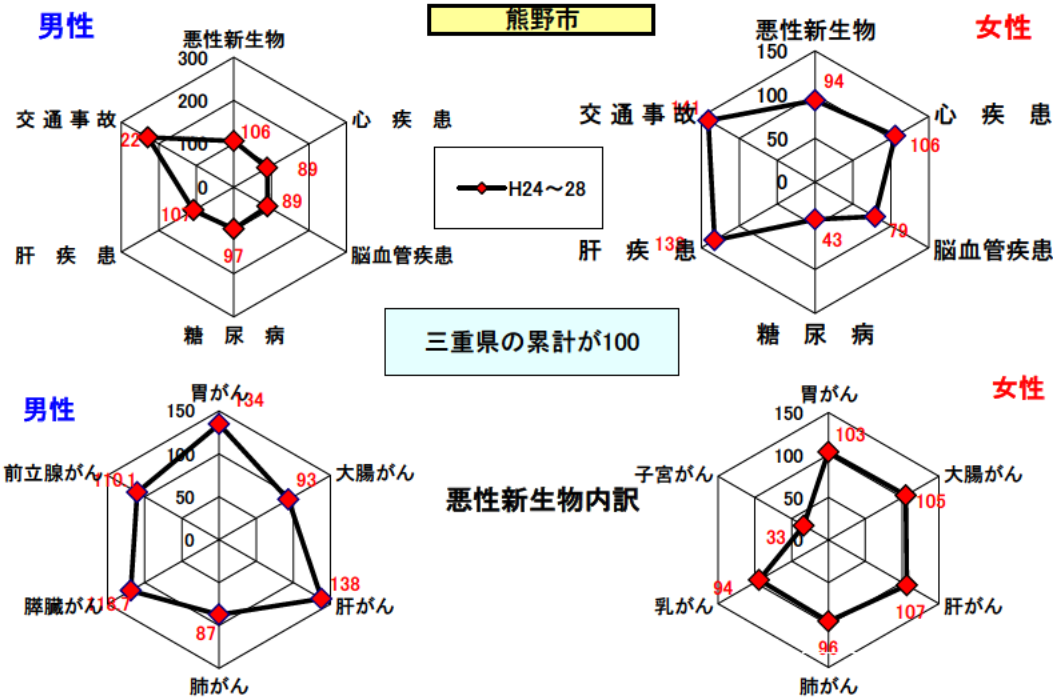 熊野市
男性
悪性新生物
300
200
100
0
交通事故
心疾患
肝疾患
脳血管疾患
糖尿病
106
89
89
97
107
22
H24～28
女性
悪性新生物
150
100
50
0
交通事故
心疾患
肝疾患
脳血管疾患
糖尿病
94
106
79
43
141
三重県の累計が100
男性
胃がん
150
100
50
0
前立腺がん
大腸がん
膵臓がん
肝がん
肺がん
134
93
138
87
110.1
悪性新生物内訳
女性
胃がん
150
100
50
0
子宮がん
大腸がん
乳がん
肝がん
肺がん
103
105
107
96
94
33